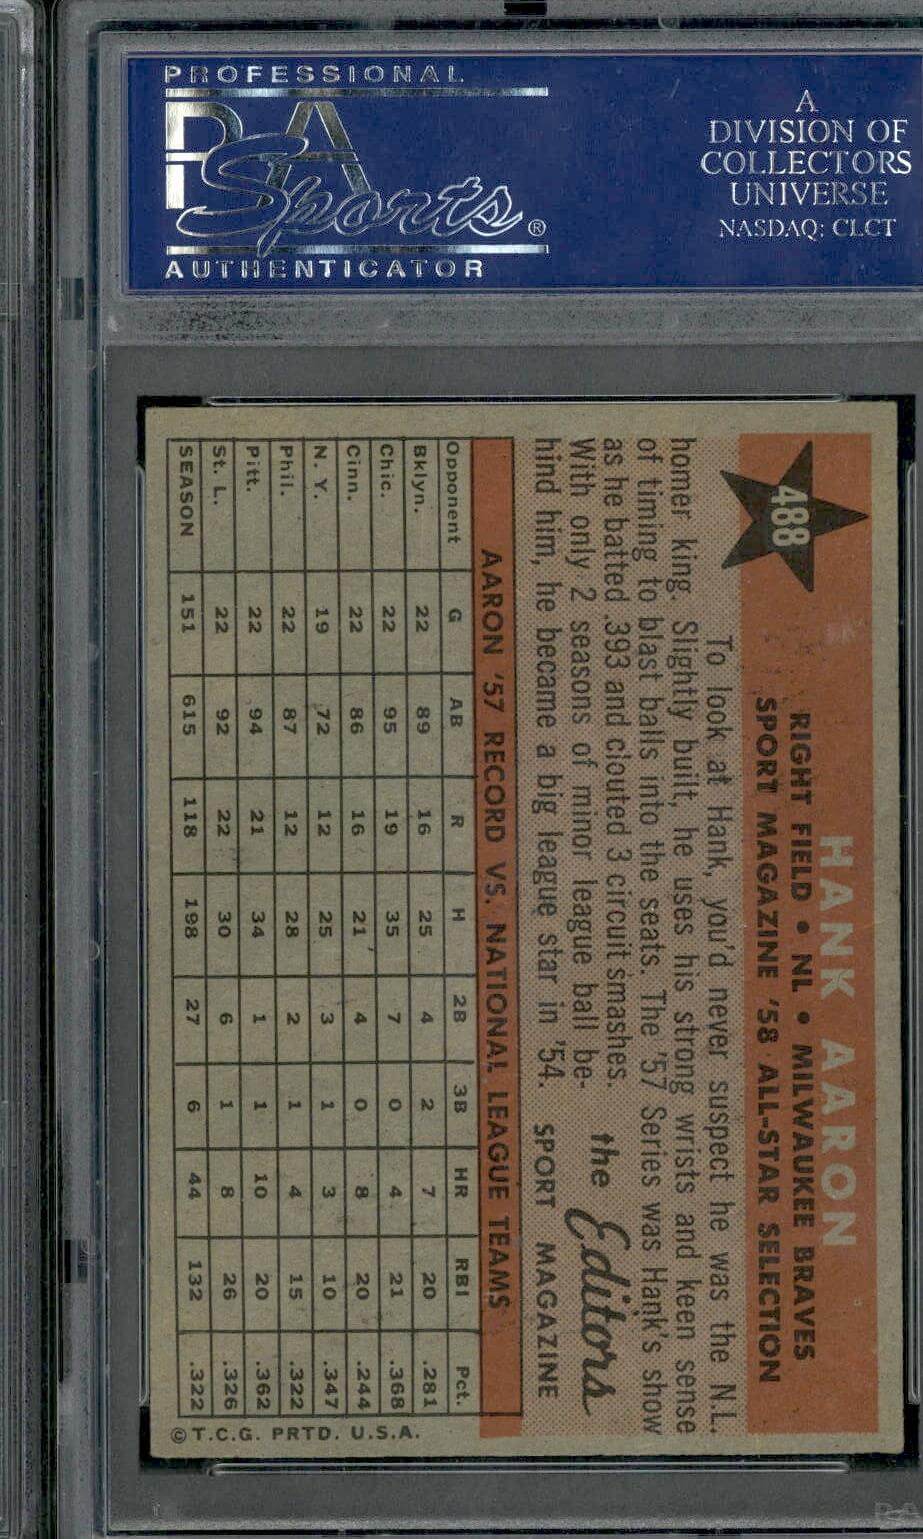 PROFESSIONAL
PSA
Sports®
AUTHENTICATOR
A
DIVISION OF
COLLECTORS
UNIVERSE
NASDAQ: CLCT
488
HANK AARON
RIGHT FIELD • NL • MILWAUKEE BRAVES
SPORT MAGAZINE '58 ALL-STAR SELECTION
To look at Hank, you'd never suspect he was the N.L.
homer king. Slightly built, he uses his strong wrists and keen sense
of timing to blast balls into the seats. The '57 Series was Hank's show
as he batted .393 and clouted 3 circuit smashes.
With only 2 seasons of minor league ball be-
hind him, he became a big league star in '54.
the Editors
SPORT MAGAZINE
AARON '57 RECORD VS. NATIONAL LEAGUE TEAMS
Opponent G AB R H 2B 3B HR RBI Pct.
Bklyn. 22 89 16 25 4 2 7 20 .281
Chic. 22 95 19 35 7 0 4 21 .368
Cinn. 22 86 16 21 4 0 8 20 .244
N. Y. 19 72 12 25 3 1 3 10 .347
Phil. 22 87 12 28 2 1 4 15 .322
Pitt. 22 94 21 34 1 1 10 20 .362
St. L. 22 92 22 30 6 1 8 26 .326
SEASON 151 615 118 198 27 6 44 132 .322
© T.C.G. PRTD. U.S.A.